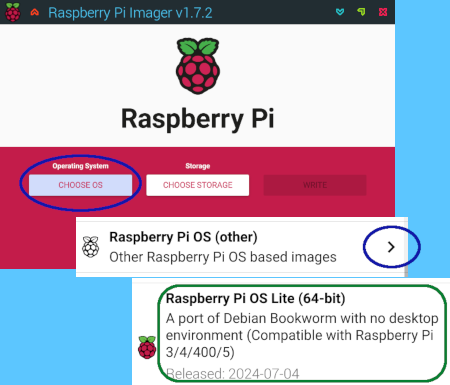 Raspberry Pi Imager v1.7.2
Raspberry Pi
Operating System
Storage
CHOOSE OS
CHOOSE STORAGE
WRITE
Raspberry Pi OS (other)
Other Raspberry Pi OS based images
Raspberry Pi OS Lite (64-bit)
A port of Debian Bookworm with no desktop
environment (Compatible with Raspberry Pi
3/4/400/5)
Released: 2024-07-04